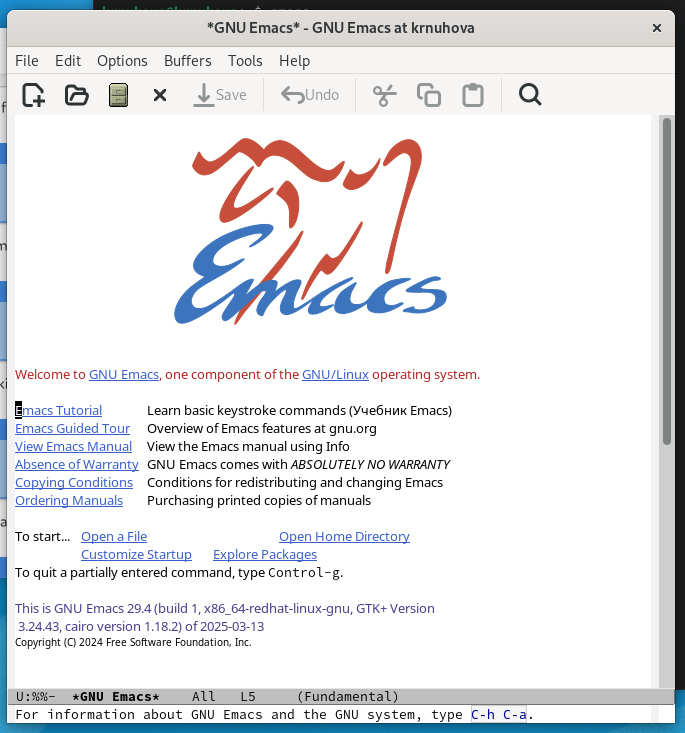 *GNU Emacs* - GNU Emacs at krnuhova
File Edit Options Buffers Tools Help
Save Undo
Emacs
Welcome to GNU Emacs, one component of the GNU/Linux operating system.
Emacs Tutorial Learn basic keystroke commands (Учебник Emacs)
Emacs Guided Tour Overview of Emacs features at gnu.org
View Emacs Manual View the Emacs manual using Info
Absence of Warranty GNU Emacs comes with ABSOLUTELY NO WARRANTY
Copying Conditions Conditions for redistributing and changing Emacs
Ordering Manuals Purchasing printed copies of manuals
To start... Open a File Open Home Directory
Customize Startup Explore Packages
To quit a partially entered command, type Control-g.
This is GNU Emacs 29.4 (build 1, x86_64-redhat-linux-gnu, GTK+ Version
3.24.43, cairo version 1.18.2) of 2025-03-13
Copyright (C) 2024 Free Software Foundation, Inc.
U:%%- *GNU Emacs* All L5 (Fundamental)
For information about GNU Emacs and the GNU system, type C-h C-a.